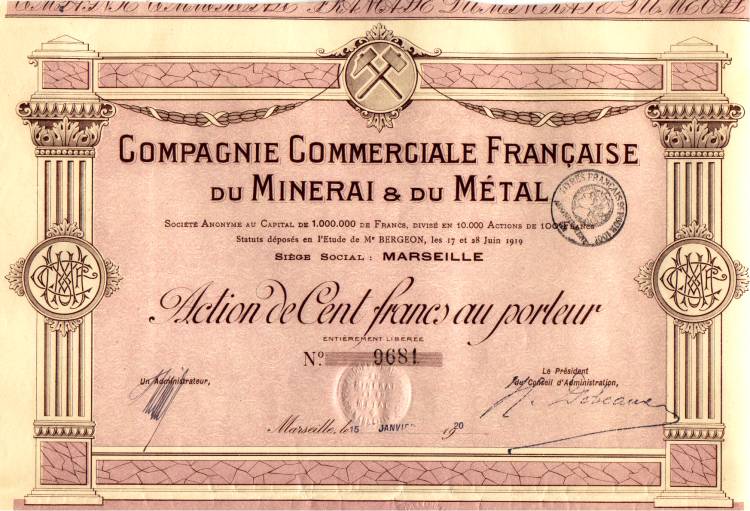 COMPAGNIE COMMERCIALE FRANÇAISE
DU MINERAI & DU MÉTAL
SOCIÉTÉ ANONYME AU CAPITAL DE 1.000.000 DE FRANCS, DIVISÉ EN 10.000 ACTIONS DE 100 FRANCS
Statuts déposés en l'Etude de Me BERGEON, les 17 et 28 Juin 1919
SIÈGE SOCIAL : MARSEILLE
Action de Cent francs au porteur
ENTIÈREMENT LIBÉRÉE
No. 9681
Un Administrateur,
Le Président
du Conseil d'Administration,
Marseille, le 15 JANVIER 1920